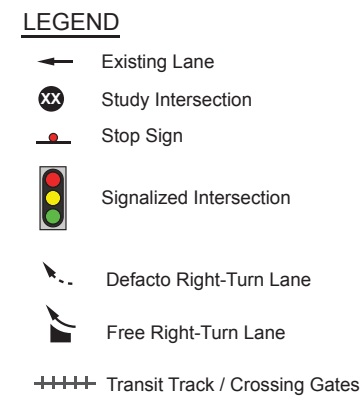 LEGEND
Existing Lane
XX Study Intersection
Stop Sign
Signalized Intersection
Defacto Right-Turn Lane
Free Right-Turn Lane
Transit Track / Crossing Gates